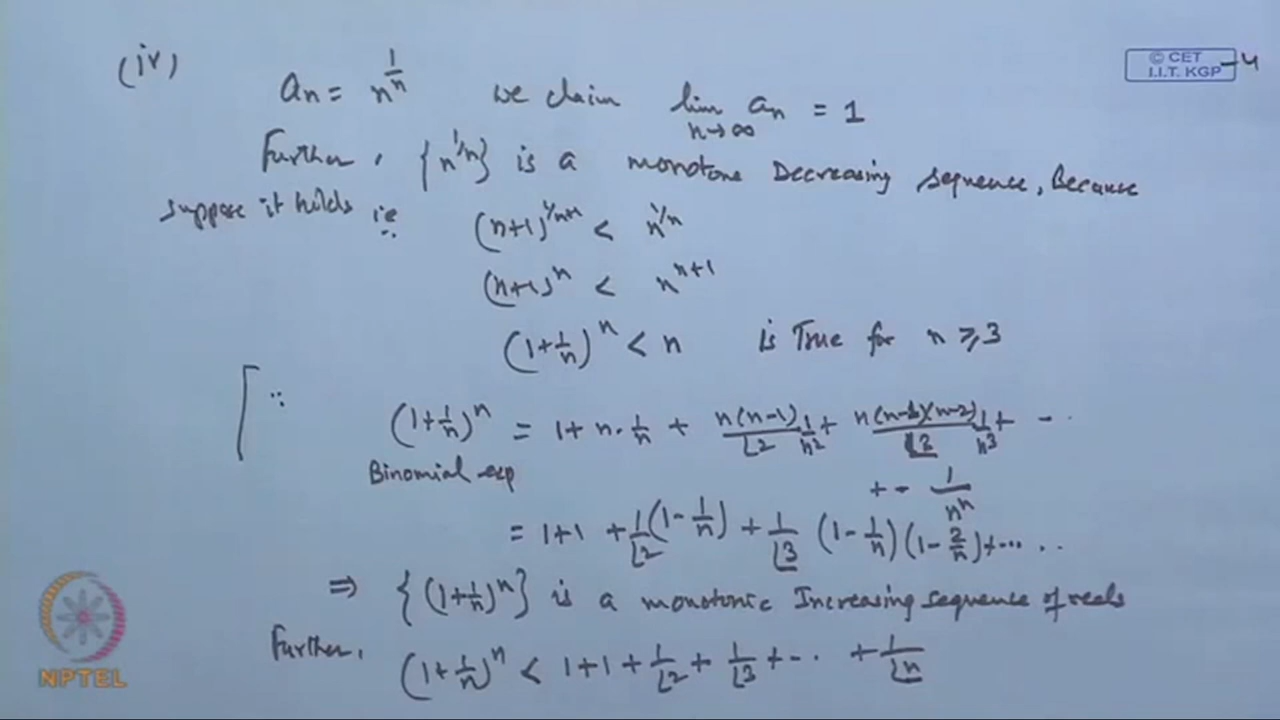 (iv) aₙ = n^{1/n} we claim lim_{n→∞} aₙ = 1
© CET
I.I.T. KGP
-4
Further, {n^{1/n}} is a monotone Decreasing sequence, Because
suppose it holds ie
(n+1)^{1/n+1} < n^{1/n}
(n+1)^n < n^{n+1}
(1+1/n)^n < n is True for n ≥ 3
[ ∵ (1+1/n)^n = 1 + n·1/n + n(n-1)/⌊2 1/n² + n(n-1)(n-2)/⌊3 1/n³ + - ·
Binomial exp
+ - 1/n^n
= 1+1 + 1/⌊2 (1-1/n) + 1/⌊3 (1-1/n)(1-2/n)+··· ··
⇒ {(1+1/n)^n} is a monotonic Increasing sequence of reals
Further, (1+1/n)^n < 1+1+1/⌊2 + 1/⌊3 +-·· + 1/⌊n
NPTEL